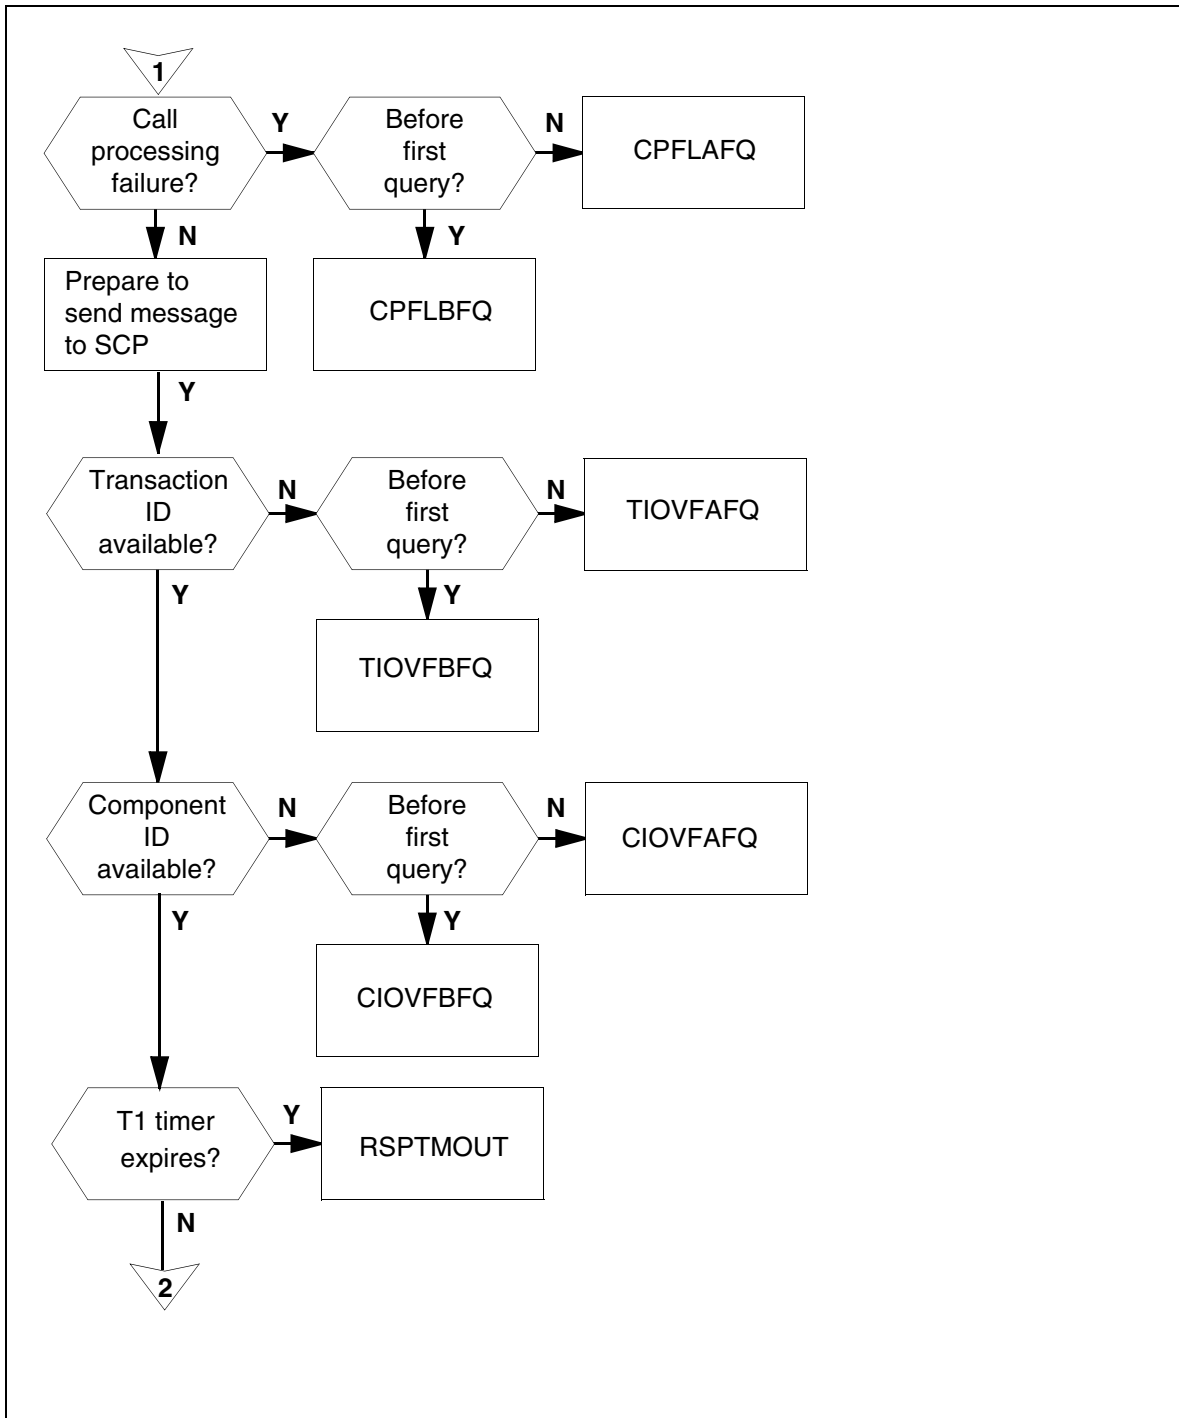 1
Call
processing
failure?
Y
Before
first
query?
N
CPFLAFQ
N
Y
Prepare to
send message
to SCP
CPFLBFQ
Y
Transaction
ID
available?
N
Before
first
query?
N
TIOVFAFQ
Y
Y
TIOVFBFQ
Component
ID
available?
N
Before
first
query?
N
CIOVFAFQ
Y
Y
CIOVFBFQ
T1 timer
expires?
Y
RSPTMOUT
N
2